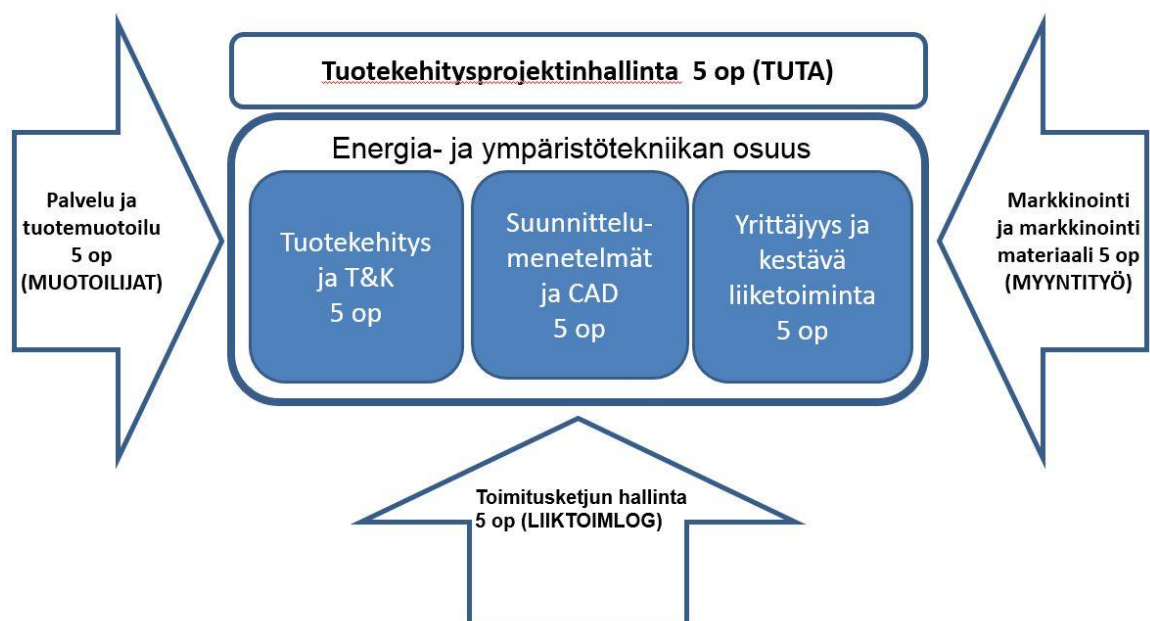 Tuotekehitysprojektinhallinta 5 op (TUTA)
Energia- ja ympäristötekniikan osuus
Palvelu ja
tuotemuotoilu
5 op
(MUOTOILIJAT)
Tuotekehitys
ja T&K
5 op
Suunnittelu-
menetelmät
ja CAD
5 op
Yrittäjyys ja
kestävä
liiketoiminta
5 op
Markkinointi
ja markkinointi
materiaali 5 op
(MYYNTITYÖ)
Toimitusketjun hallinta
5 op (LIIKTOIMLOG)